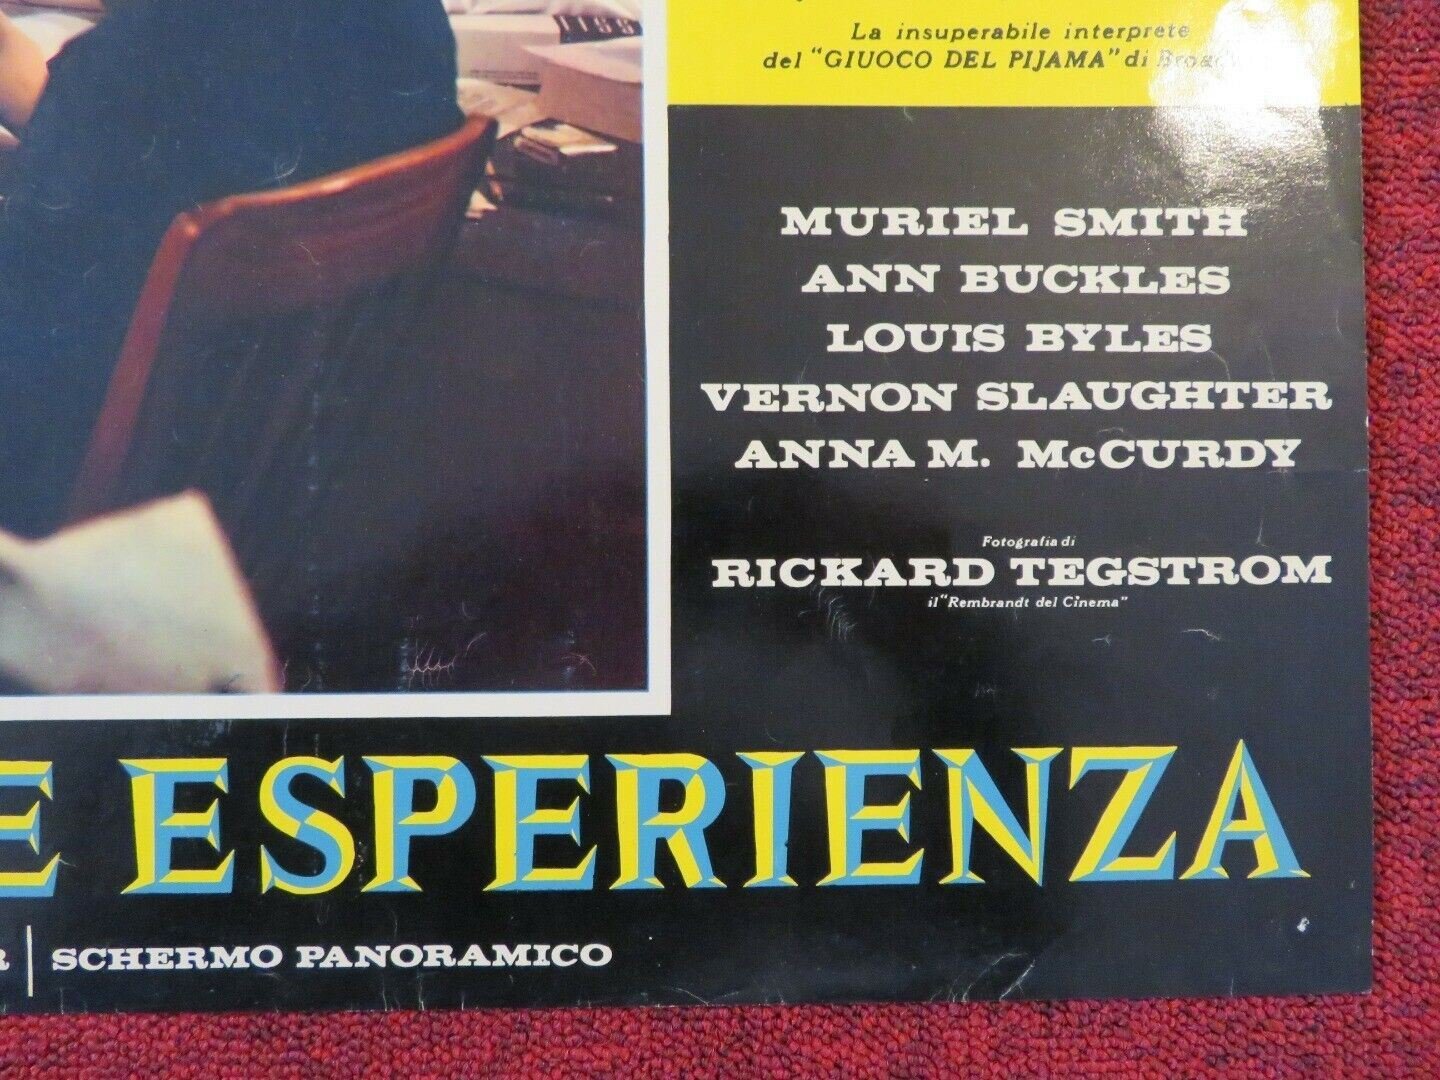 La insuperabile interprete
del "GIUOCO DEL PIJAMA" di
MURIEL SMITH
ANN BUCKLES
LOUIS BYLES
VERNON SLAUGHTER
ANNA M. McCURDY
Fotografia di
RICKARD TEGSTROM
il "Rembrandt del Cinema"
E ESPERIENZA
R | SCHERMO PANORAMICO